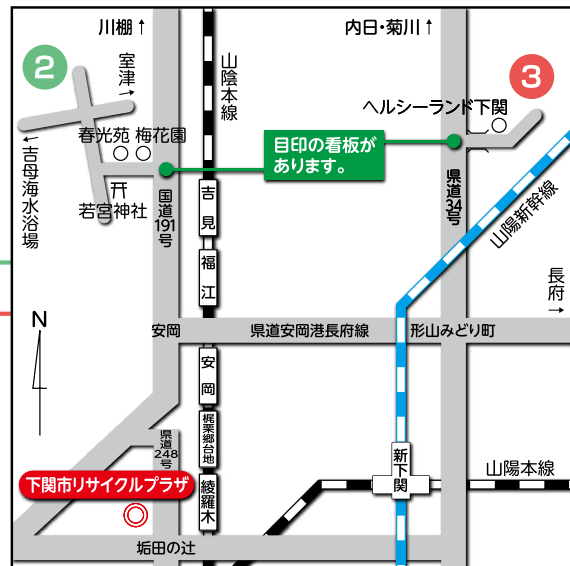 川棚↑
内日・菊川↑
2
室津→
山陰本線
3
ヘルシーランド下関
春光苑 梅花園
目印の看板が
あります。
←吉母海水浴場
若宮神社
国道191号
吉見
県道34号
山陽新幹線
福江
長府→
N
安岡
県道安岡港長府線
形山みどり町
安岡
梶栗郷台地
県道248号
新下関
山陽本線
下関市リサイクルプラザ
綾羅木
垢田の辻